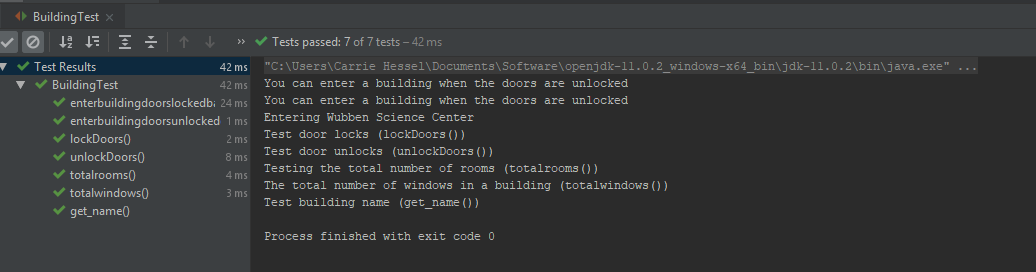 BuildingTest ×
» Tests passed: 7 of 7 tests – 42 ms
Test Results 42 ms
BuildingTest 42 ms
enterbuildingdoorslockedba 24 ms
enterbuildingdoorsunlocked 1 ms
lockDoors() 2 ms
unlockDoors() 8 ms
totalrooms() 4 ms
totalwindows() 3 ms
get_name()
"C:\Users\Carrie Hessel\Documents\Software\openjdk-11.0.2_windows-x64_bin\jdk-11.0.2\bin\java.exe" ...
You can enter a building when the doors are unlocked
You can enter a building when the doors are unlocked
Entering Wubben Science Center
Test door locks (lockDoors())
Test door unlocks (unlockDoors())
Testing the total number of rooms (totalrooms())
The total number of windows in a building (totalwindows())
Test building name (get_name())
Process finished with exit code 0